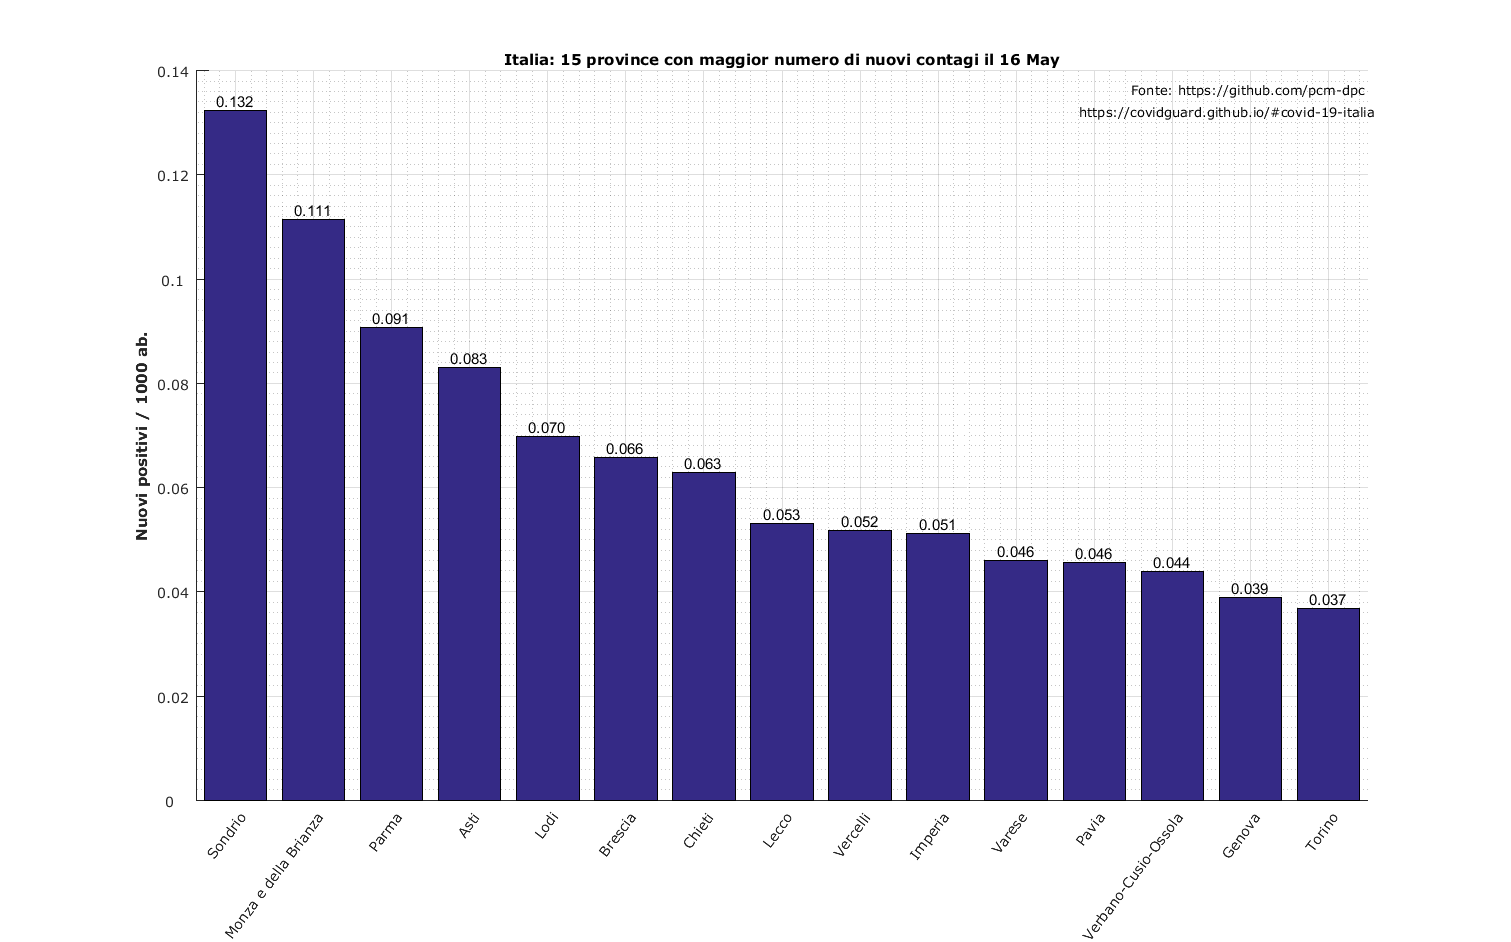 Italia: 15 province con maggior numero di nuovi contagi il 16 May
Fonte: https://github.com/pcm-dpc
https://covidguard.github.io/#covid-19-italia
Nuovi positivi / 1000 ab.
0.14
0.12
0.1
0.08
0.06
0.04
0.02
0
0.132
0.111
0.091
0.083
0.070
0.066
0.063
0.053
0.052
0.051
0.046
0.046
0.044
0.039
0.037
Sondrio
Monza e della Brianza
Parma
Asti
Lodi
Brescia
Chieti
Lecco
Vercelli
Imperia
Varese
Pavia
Verbano-Cusio-Ossola
Genova
Torino